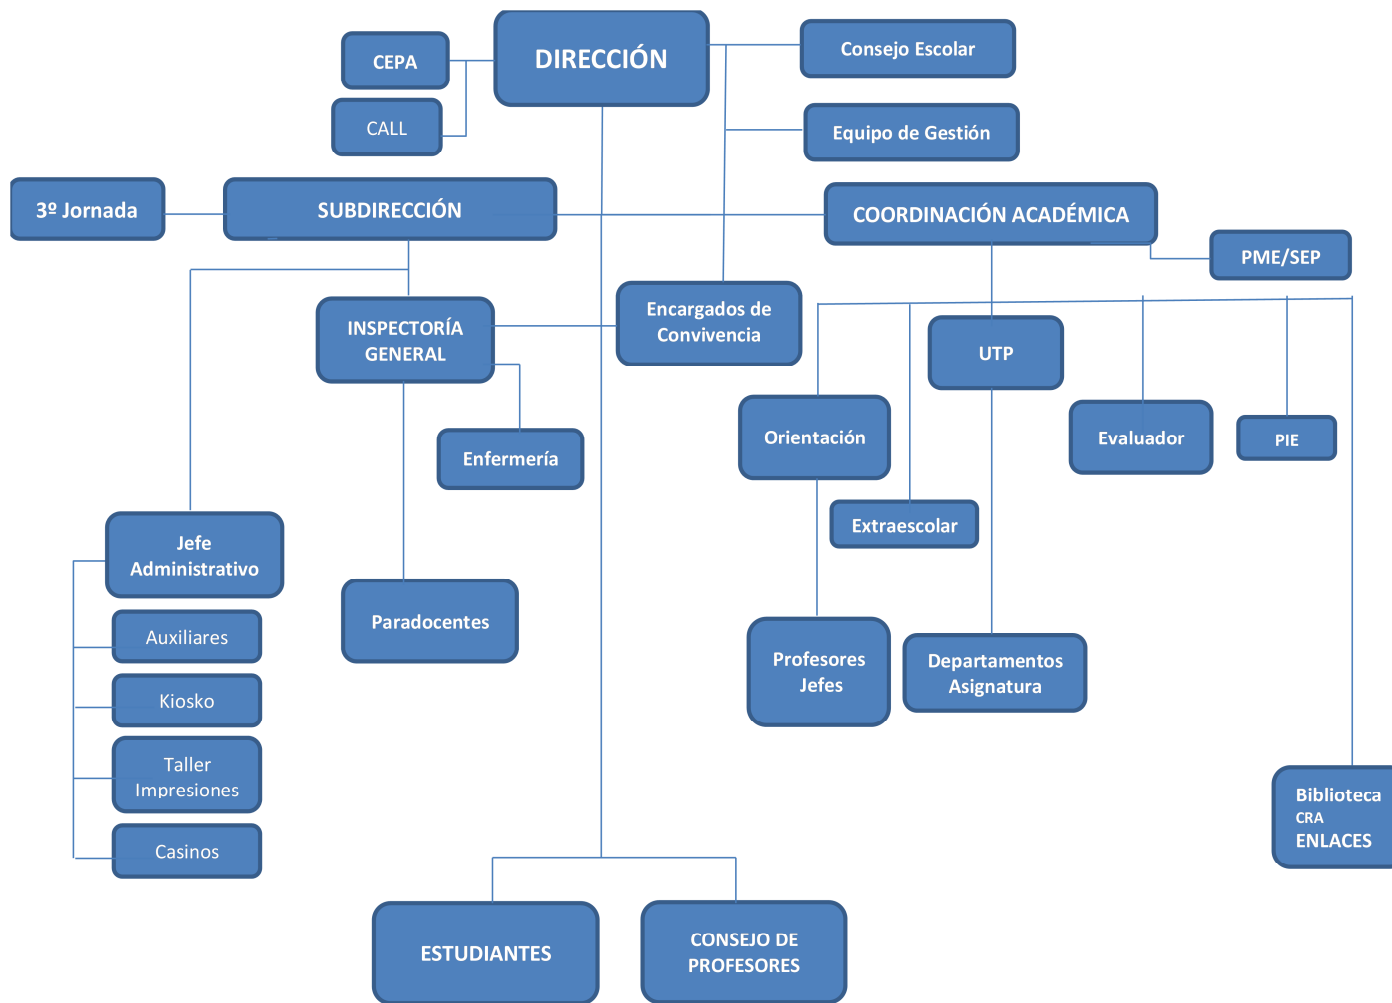 DIRECCIÓN
CEPA
Consejo Escolar
CALL
Equipo de Gestión
3º Jornada
SUBDIRECCIÓN
COORDINACIÓN ACADÉMICA
PME/SEP
INSPECTORÍA
GENERAL
Encargados de
Convivencia
UTP
Orientación
Evaluador
PIE
Enfermería
Extraescolar
Jefe
Administrativo
Auxiliares
Kiosko
Taller
Impresiones
Casinos
Paradocentes
Profesores
Jefes
Departamentos
Asignatura
Biblioteca
CRA
ENLACES
ESTUDIANTES
CONSEJO DE
PROFESORES